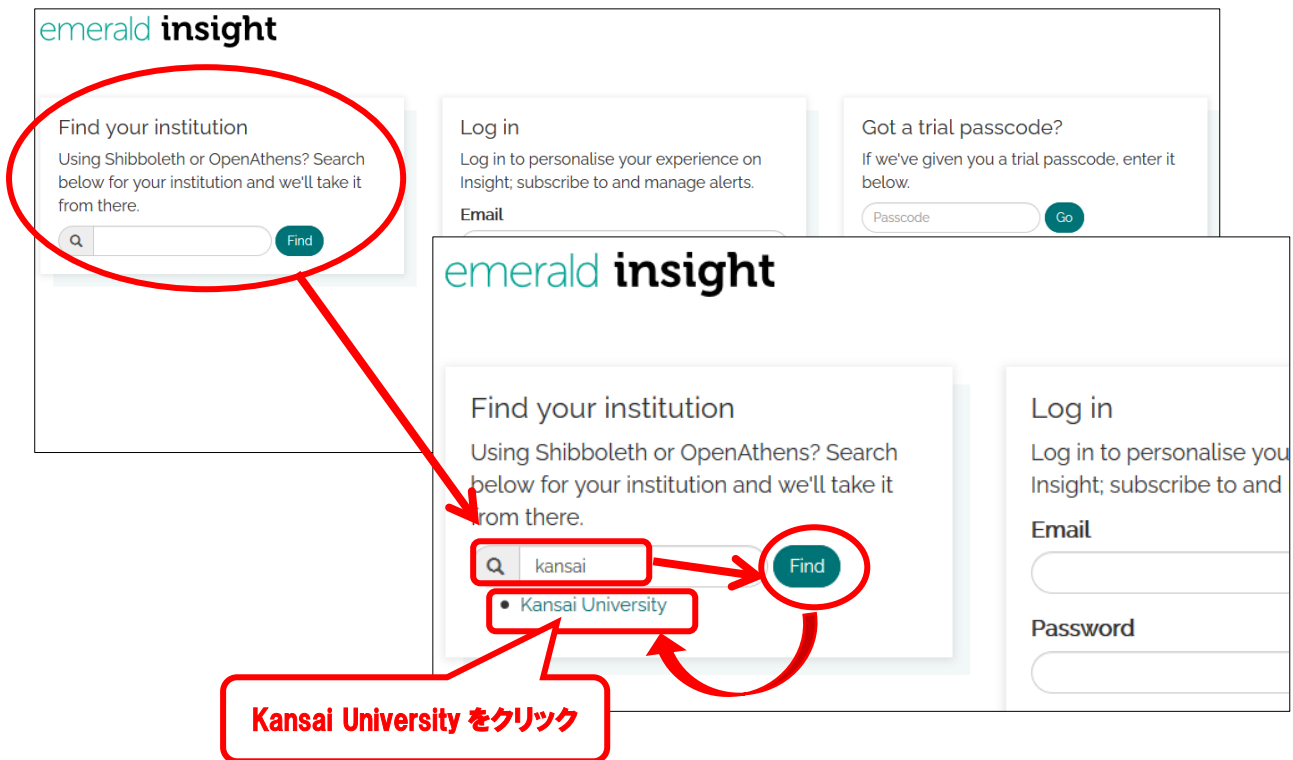 emerald insight
Find your institution
Using Shibboleth or OpenAthens? Search
below for your institution and we'll take it
from there.
Find
Log in
Log in to personalise your experience on
Insight; subscribe to and manage alerts.
Email
Got a trial passcode?
If we've given you a trial passcode, enter it
below.
Passcode
Go
emerald insight
Find your institution
Using Shibboleth or OpenAthens? Search
below for your institution and we'll take it
from there.
kansai
Find
• Kansai University
Log in
Log in to personalise you
Insight; subscribe to and
Email
Password
Kansai University をクリック